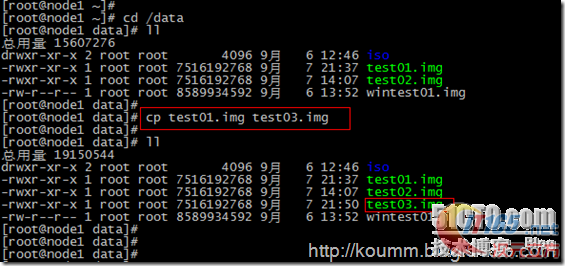 [root@node1 ~]#
[root@node1 ~]# cd /data
[root@node1 data]# ll
总用量 15607276
drwxr-xr-x 2 root root 4096 9月 6 12:46 iso
-rwxr-xr-x 1 root root 7516192768 9月 7 21:37 test01.img
-rwxr-xr-x 1 root root 7516192768 9月 7 14:07 test02.img
-rw-r--r-- 1 root root 8589934592 9月 6 13:52 wintest01.img
[root@node1 data]#
[root@node1 data]# cp test01.img test03.img
[root@node1 data]#
[root@node1 data]# ll
总用量 19150544
drwxr-xr-x 2 root root 4096 9月 6 12:46 iso
-rwxr-xr-x 1 root root 7516192768 9月 7 21:37 test01.img
-rwxr-xr-x 1 root root 7516192768 9月 7 14:07 test02.img
-rwxr-xr-x 1 root root 7516192768 9月 7 21:50 test03.img
-rw-r--r-- 1 root root 8589934592 9月 6 13:52 wintest01.
[root@node1 data]#
[root@node1 data]#
[root@node1 data]#